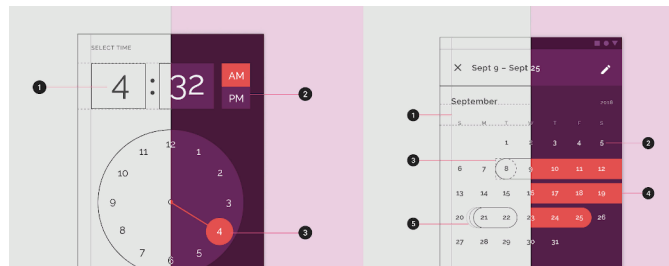 SELECT TIME
4 : 32
AM
PM
1
2
12
11 1
10 2
9 3
8 4
7 5
6
3
Sept 9 – Sept 25
September 2018
S M T W T F S
1 2 3 4 5
6 7 8 9 10 11 12
13 14 15 16 17 18 19
20 21 22 23 24 25 26
27 28 29 30 31
1
2
3
4
5